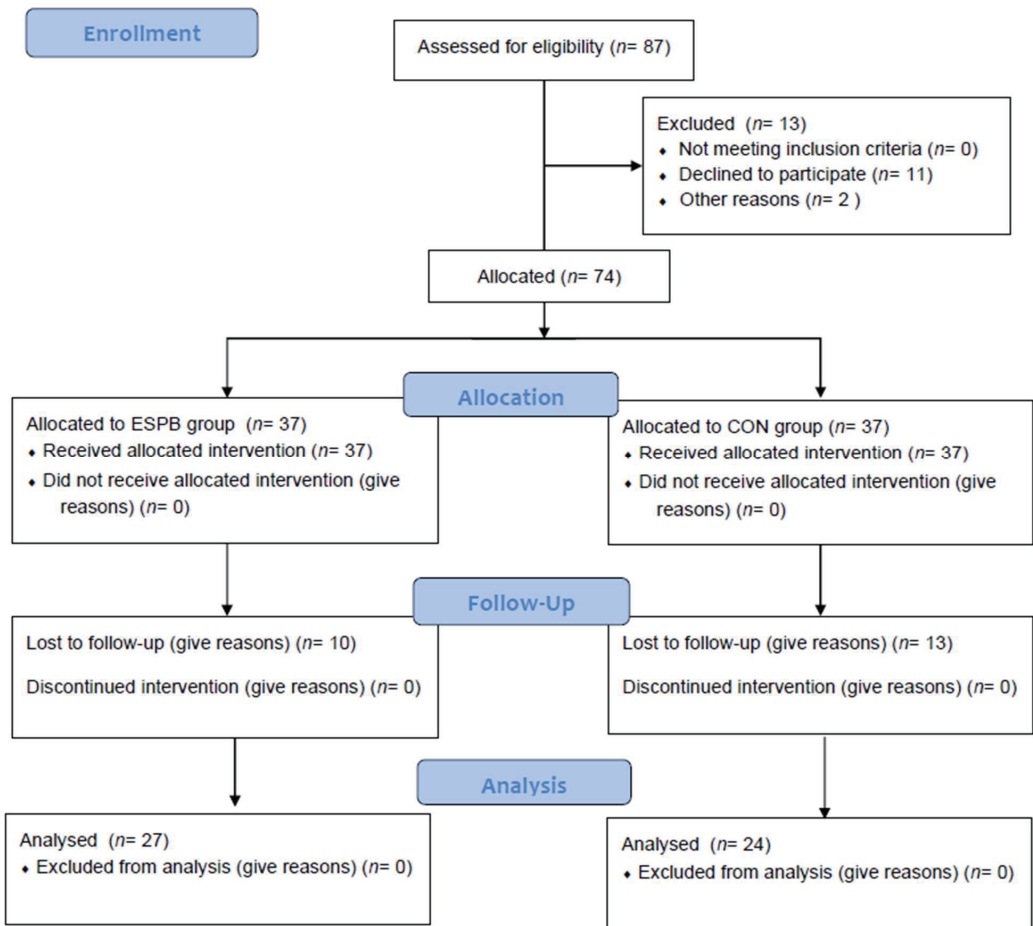 Enrollment
Assessed for eligibility (n= 87)
Excluded (n= 13)
⬧ Not meeting inclusion criteria (n= 0)
⬧ Declined to participate (n= 11)
⬧ Other reasons (n= 2 )
Allocated (n= 74)
Allocation
Allocated to ESPB group (n= 37)
⬧ Received allocated intervention (n= 37)
⬧ Did not receive allocated intervention (give
reasons) (n= 0)
Allocated to CON group (n= 37)
⬧ Received allocated intervention (n= 37)
⬧ Did not receive allocated intervention (give
reasons) (n= 0)
Follow-Up
Lost to follow-up (give reasons) (n= 10)
Discontinued intervention (give reasons) (n= 0)
Lost to follow-up (give reasons) (n= 13)
Discontinued intervention (give reasons) (n= 0)
Analysis
Analysed (n= 27)
⬧ Excluded from analysis (give reasons) (n= 0)
Analysed (n= 24)
⬧ Excluded from analysis (give reasons) (n= 0)